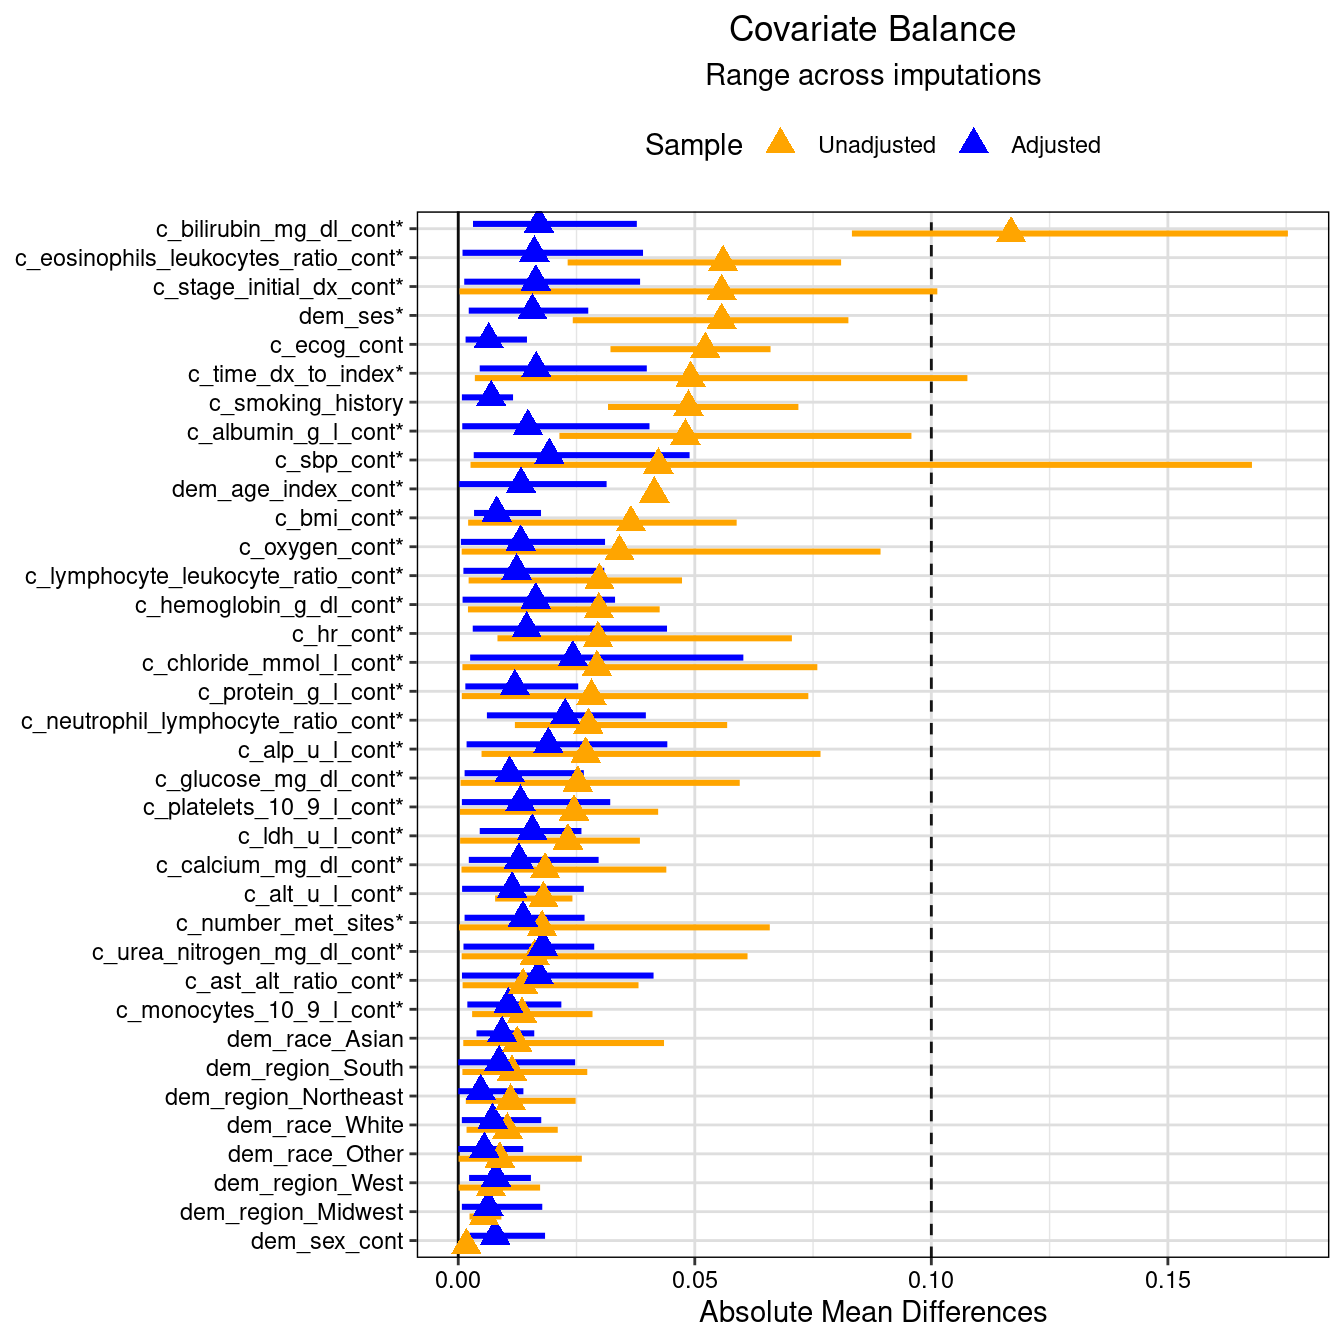 Covariate Balance
Range across imputations
Sample Unadjusted Adjusted
c_bilirubin_mg_dl_cont*
c_eosinophils_leukocytes_ratio_cont*
c_stage_initial_dx_cont*
dem_ses*
c_ecog_cont
c_time_dx_to_index*
c_smoking_history
c_albumin_g_l_cont*
c_sbp_cont*
dem_age_index_cont*
c_bmi_cont*
c_oxygen_cont*
c_lymphocyte_leukocyte_ratio_cont*
c_hemoglobin_g_dl_cont*
c_hr_cont*
c_chloride_mmol_l_cont*
c_protein_g_l_cont*
c_neutrophil_lymphocyte_ratio_cont*
c_alp_u_l_cont*
c_glucose_mg_dl_cont*
c_platelets_10_9_l_cont*
c_ldh_u_l_cont*
c_calcium_mg_dl_cont*
c_alt_u_l_cont*
c_number_met_sites*
c_urea_nitrogen_mg_dl_cont*
c_ast_alt_ratio_cont*
c_monocytes_10_9_l_cont*
dem_race_Asian
dem_region_South
dem_region_Northeast
dem_race_White
dem_race_Other
dem_region_West
dem_region_Midwest
dem_sex_cont
0.00 0.05 0.10 0.15
Absolute Mean Differences